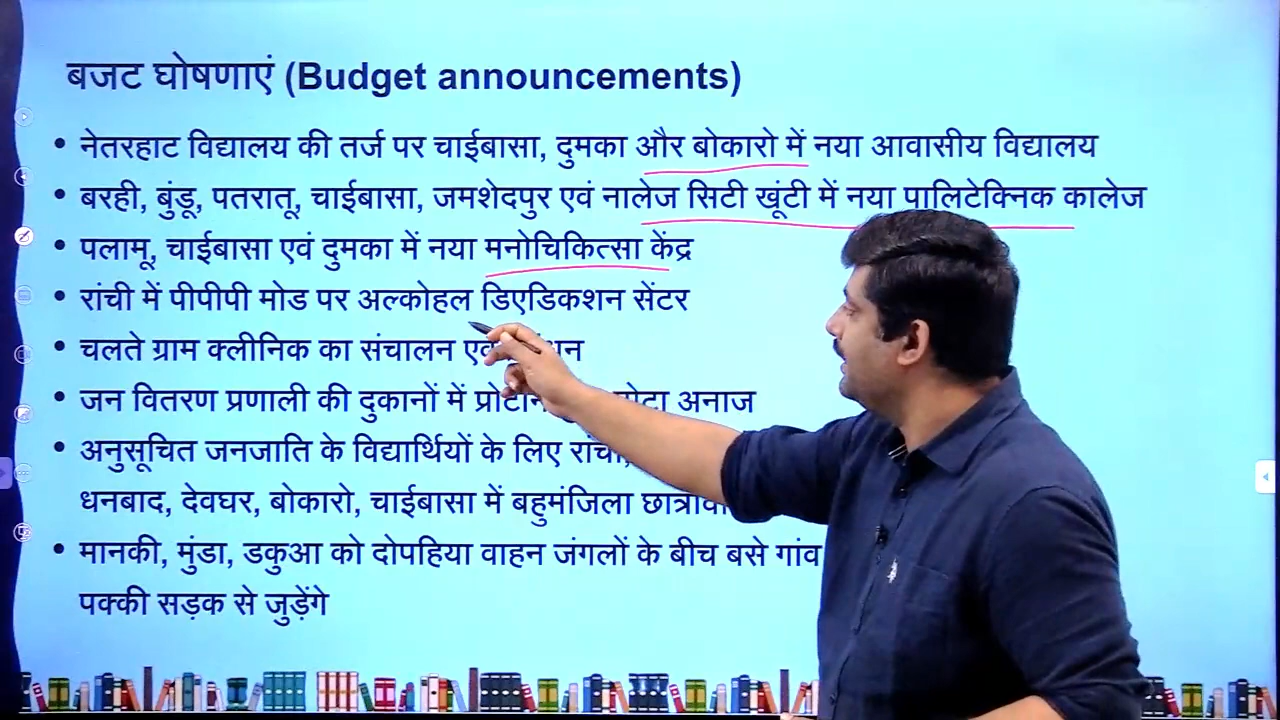 बजट घोषणाएं (Budget announcements)
• नेतरहाट विद्यालय की तर्ज पर चाईबासा, दुमका और बोकारो में नया आवासीय विद्यालय
• बरही, बुंडू, पतरातू, चाईबासा, जमशेदपुर एवं नालेज सिटी खूंटी में नया पालिटेक्निक कालेज
• पलामू, चाईबासा एवं दुमका में नया मनोचिकित्सा केंद्र
• रांची में पीपीपी मोड पर अल्कोहल डिएडिकशन सेंटर
• चलते ग्राम क्लीनिक का संचालन
• जन वितरण प्रणाली की दुकानों में अनाज
• अनुसूचित जनजाति के विद्यार्थियों के लिए
धनबाद, देवघर, बोकारो, चाईबासा में बहुमंजिला
• मानकी, मुंडा, डकुआ को दोपहिया वाहन जंगलों के बीच बसे गांव
पक्की सड़क से जुड़ेंगे